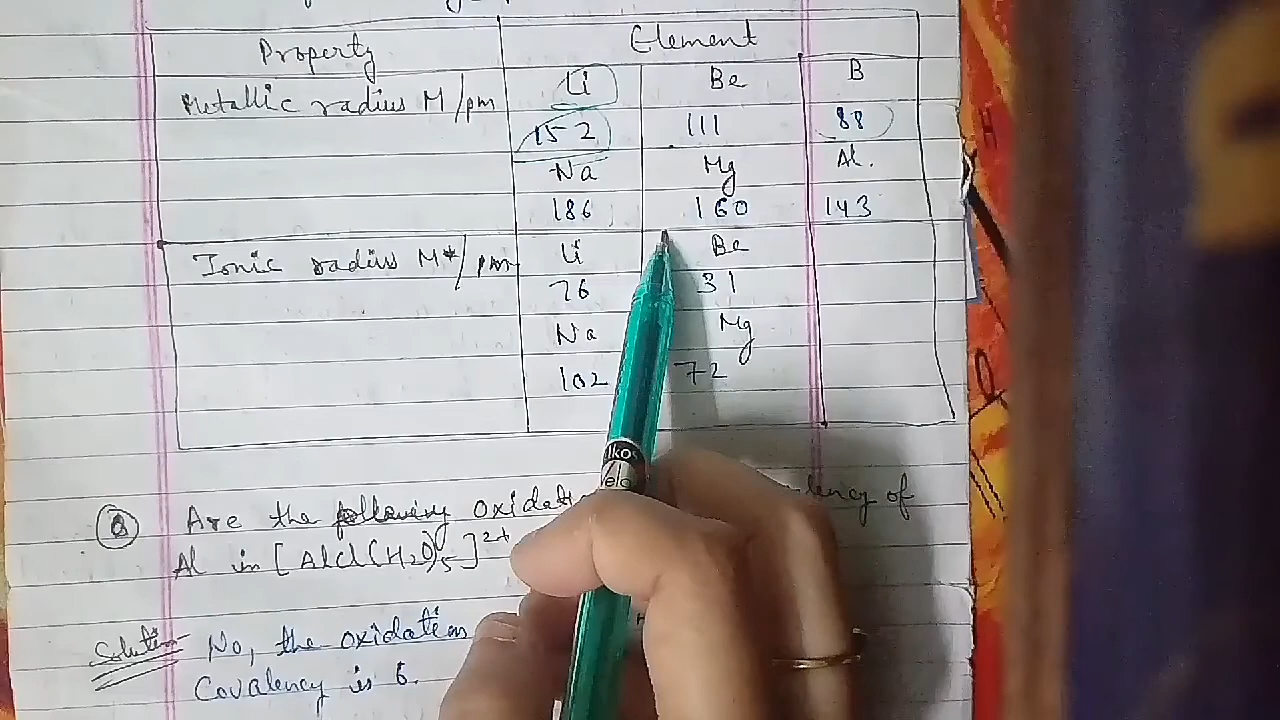 Property Element
Metallic radius M/pm Li Be B
152 111 88
Na Mg Al.
186 160 143
Ionic radius M*/pm Li Be
76 31
Na Mg
102 72
Q Are the following of
Al in [AlCl(H2O)5]2+
Solution No, the oxidation
Covalency is 6.